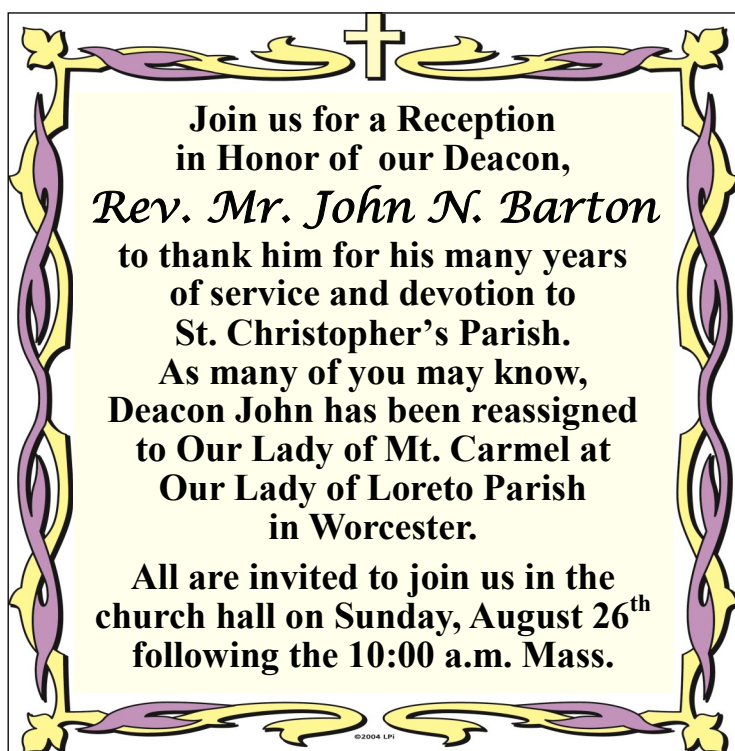 Join us for a Reception
in Honor of our Deacon,
Rev. Mr. John N. Barton
to thank him for his many years
of service and devotion to
St. Christopher’s Parish.
As many of you may know,
Deacon John has been reassigned
to Our Lady of Mt. Carmel at
Our Lady of Loreto Parish
in Worcester.
All are invited to join us in the
church hall on Sunday, August 26th
following the 10:00 a.m. Mass.
©2004 LPi